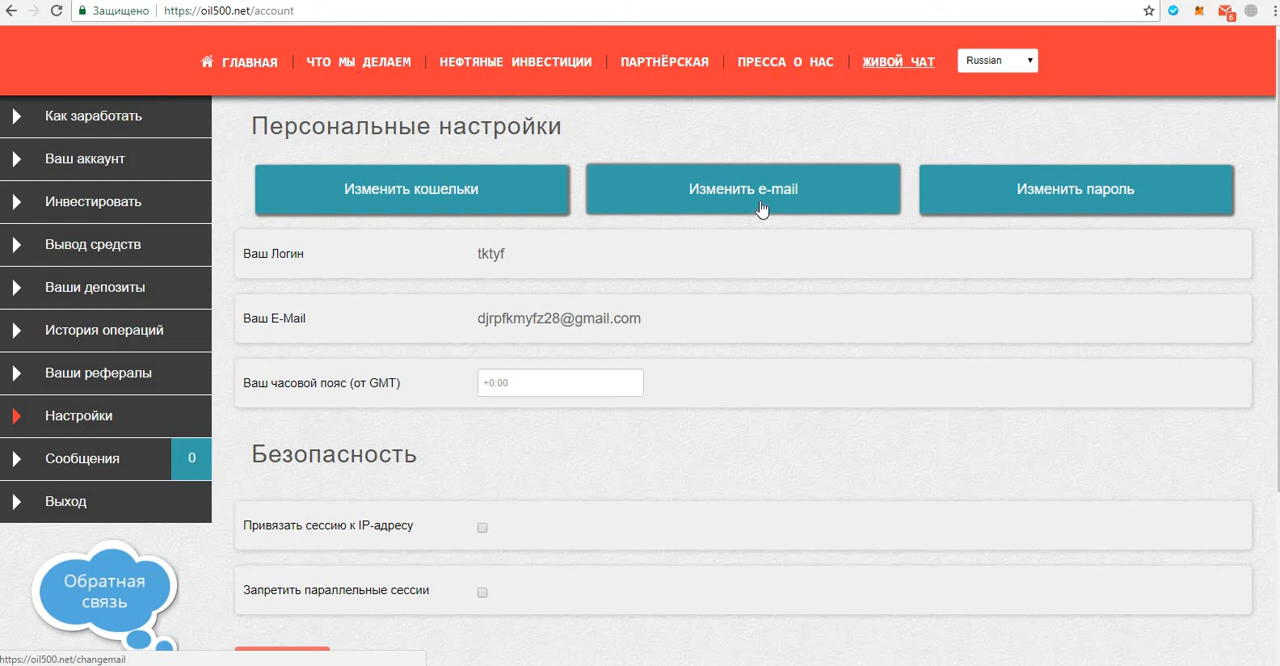 Защищено
https://oil500.net/account
6
ГЛАВНАЯ
ЧТО МЫ ДЕЛАЕМ
НЕФТЯНЫЕ ИНВЕСТИЦИИ
ПАРТНЁРСКАЯ
ПРЕССА О НАС
ЖИВОЙ ЧАТ
Russian
Как заработать
Ваш аккаунт
Инвестировать
Вывод средств
Ваши депозиты
История операций
Ваши рефералы
Настройки
Сообщения
0
Выход
Обратная
связь
Персональные настройки
Изменить кошельки
Изменить e-mail
Изменить пароль
Ваш Логин
tktyf
Ваш E-Mail
djrpfkmyfz28@gmail.com
Ваш часовой пояс (от GMT)
+0:00
Безопасность
Привязать сессию к IP-адресу
Запретить параллельные сессии
https://oil500.net/changemail